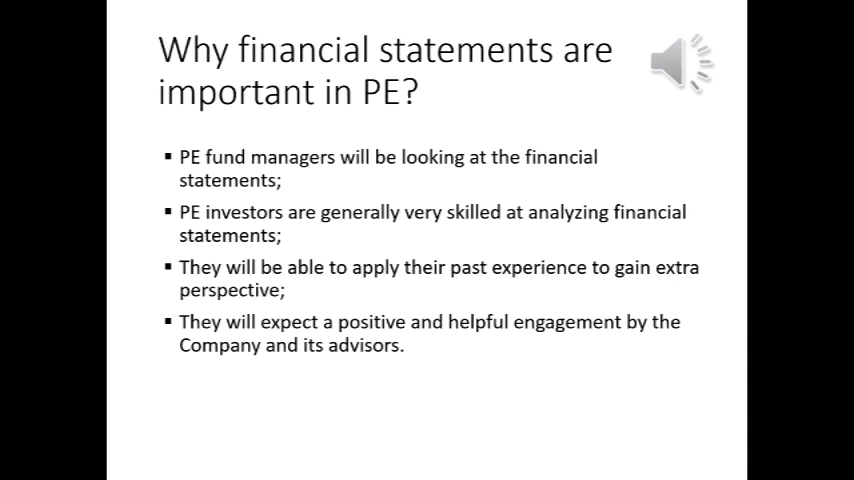 Why financial statements are
important in PE?
▪ PE fund managers will be looking at the financial
statements;
▪ PE investors are generally very skilled at analyzing financial
statements;
▪ They will be able to apply their past experience to gain extra
perspective;
▪ They will expect a positive and helpful engagement by the
Company and its advisors.